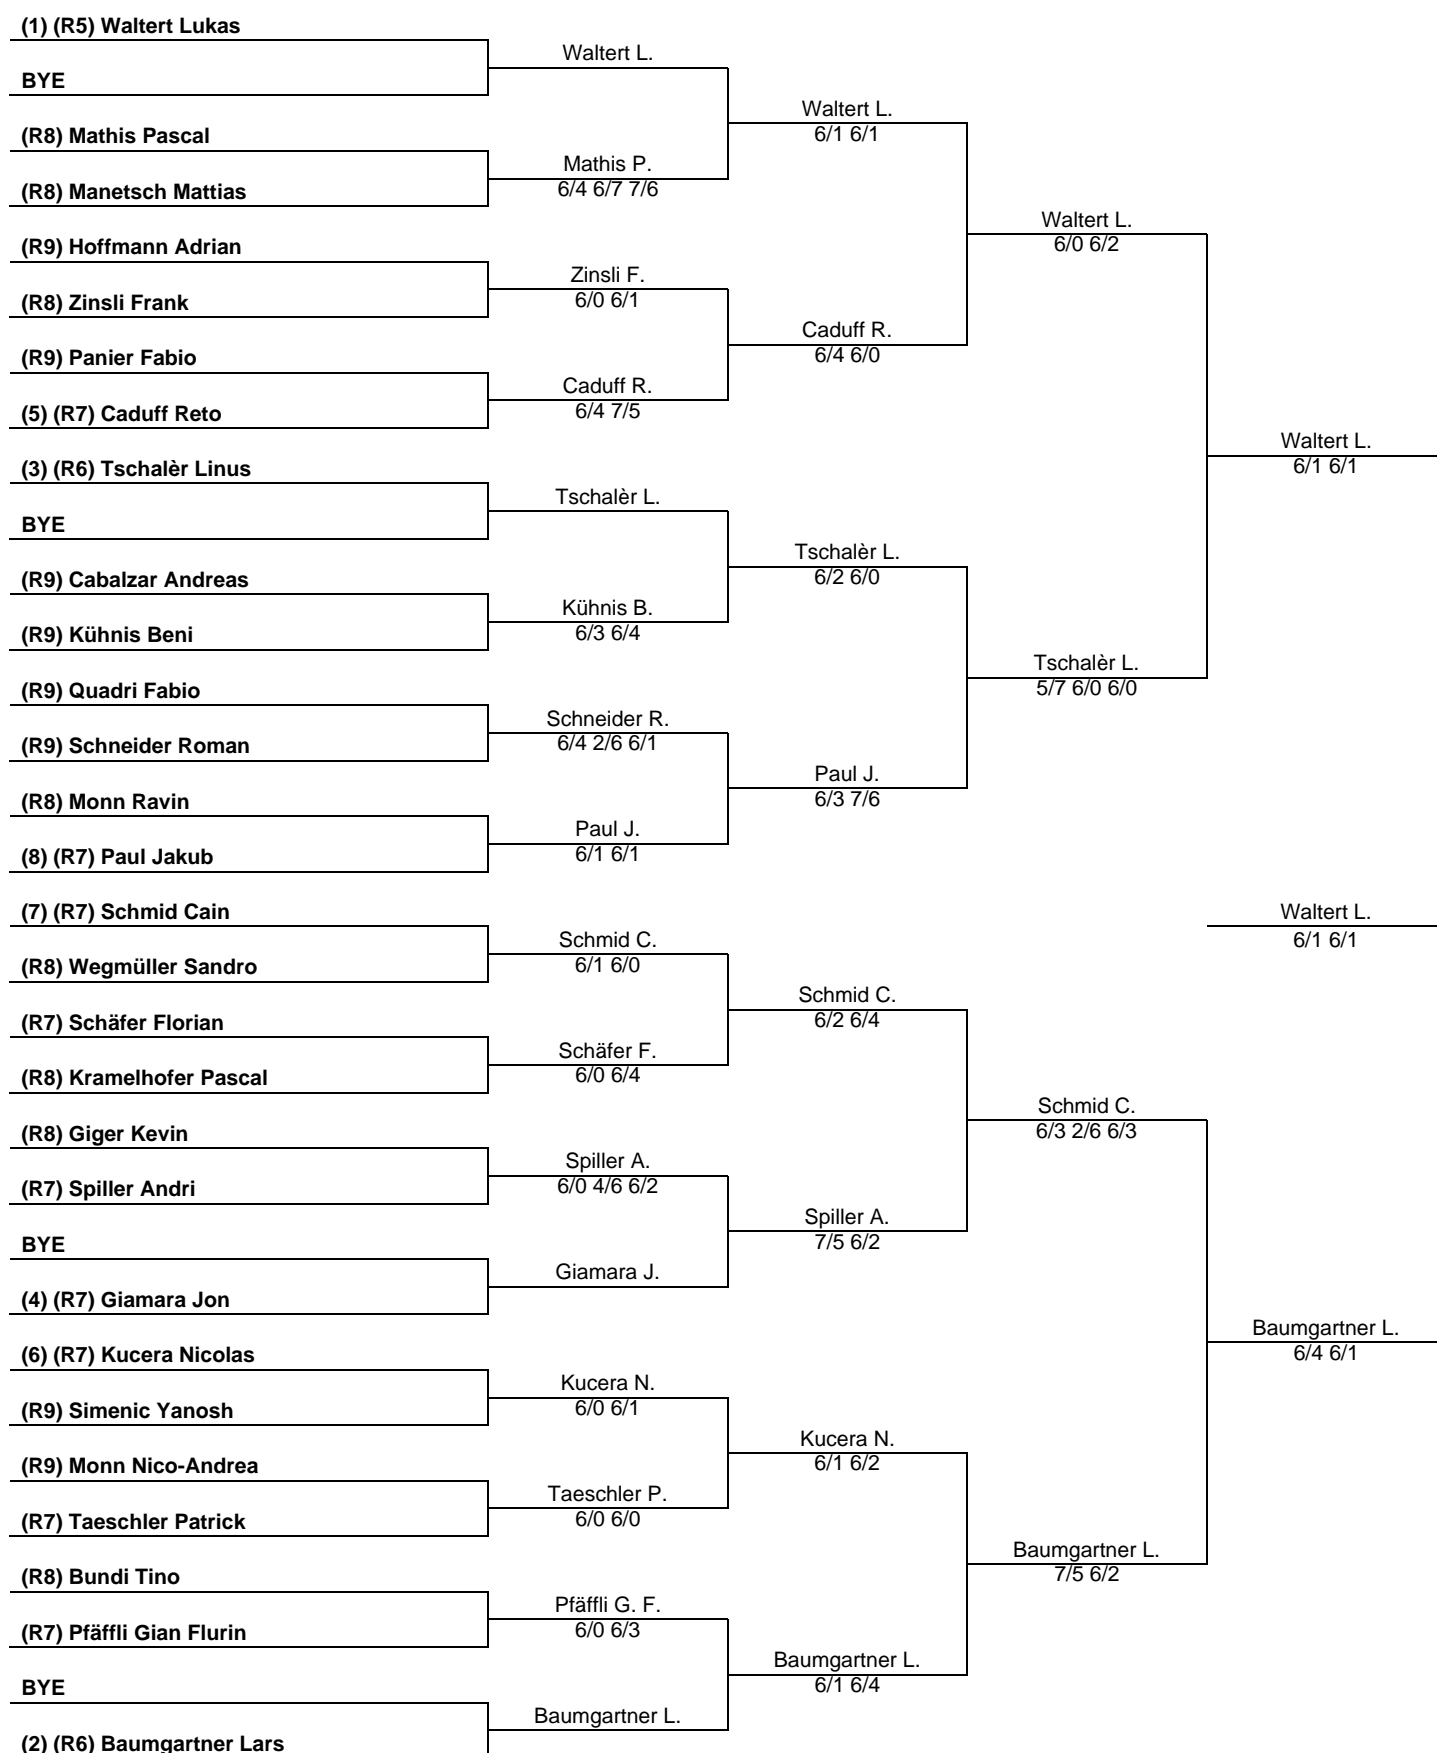 (1) (R5) Waltert Lukas
Waltert L.
BYE
Waltert L.
6/1 6/1
(R8) Mathis Pascal
Mathis P.
6/4 6/7 7/6
(R8) Manetsch Mattias
Waltert L.
6/0 6/2
(R9) Hoffmann Adrian
Zinsli F.
6/0 6/1
(R8) Zinsli Frank
Caduff R.
6/4 6/0
(R9) Panier Fabio
Caduff R.
6/4 7/5
(5) (R7) Caduff Reto
Waltert L.
6/1 6/1
(3) (R6) Tschalèr Linus
Tschalèr L.
BYE
Tschalèr L.
6/2 6/0
(R9) Cabalzar Andreas
Kühnis B.
6/3 6/4
(R9) Kühnis Beni
Tschalèr L.
5/7 6/0 6/0
(R9) Quadri Fabio
Schneider R.
6/4 2/6 6/1
(R9) Schneider Roman
Paul J.
6/3 7/6
(R8) Monn Ravin
Paul J.
6/1 6/1
(8) (R7) Paul Jakub
(7) (R7) Schmid Cain
Waltert L.
6/1 6/1
Schmid C.
6/1 6/0
(R8) Wegmüller Sandro
Schmid C.
6/2 6/4
(R7) Schäfer Florian
Schäfer F.
6/0 6/4
(R8) Kramelhofer Pascal
Schmid C.
6/3 2/6 6/3
(R8) Giger Kevin
Spiller A.
6/0 4/6 6/2
(R7) Spiller Andri
Spiller A.
7/5 6/2
BYE
Giamara J.
(4) (R7) Giamara Jon
Baumgartner L.
6/4 6/1
(6) (R7) Kucera Nicolas
Kucera N.
6/0 6/1
(R9) Simenic Yanosh
Kucera N.
6/1 6/2
(R9) Monn Nico-Andrea
Taeschler P.
6/0 6/0
(R7) Taeschler Patrick
Baumgartner L.
7/5 6/2
(R8) Bundi Tino
Pfäffli G. F.
6/0 6/3
(R7) Pfäffli Gian Flurin
Baumgartner L.
6/1 6/4
BYE
Baumgartner L.
(2) (R6) Baumgartner Lars